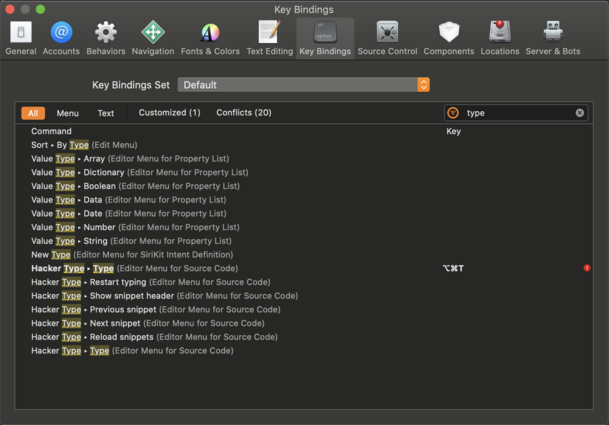 Key Bindings
General Accounts Behaviors Navigation Fonts & Colors Text Editing Key Bindings Source Control Components Locations Server & Bots
Key Bindings Set Default
All Menu Text Customized (1) Conflicts (20) type
Command Key
Sort ▸ By Type (Edit Menu)
Value Type ▸ Array (Editor Menu for Property List)
Value Type ▸ Dictionary (Editor Menu for Property List)
Value Type ▸ Boolean (Editor Menu for Property List)
Value Type ▸ Data (Editor Menu for Property List)
Value Type ▸ Date (Editor Menu for Property List)
Value Type ▸ Number (Editor Menu for Property List)
Value Type ▸ String (Editor Menu for Property List)
New Type (Editor Menu for SiriKit Intent Definition)
Hacker Type ▸ Type (Editor Menu for Source Code) ⌥⌘T
Hacker Type ▸ Restart typing (Editor Menu for Source Code)
Hacker Type ▸ Show snippet header (Editor Menu for Source Code)
Hacker Type ▸ Previous snippet (Editor Menu for Source Code)
Hacker Type ▸ Next snippet (Editor Menu for Source Code)
Hacker Type ▸ Reload snippets (Editor Menu for Source Code)
Hacker Type ▸ Type (Editor Menu for Source Code)